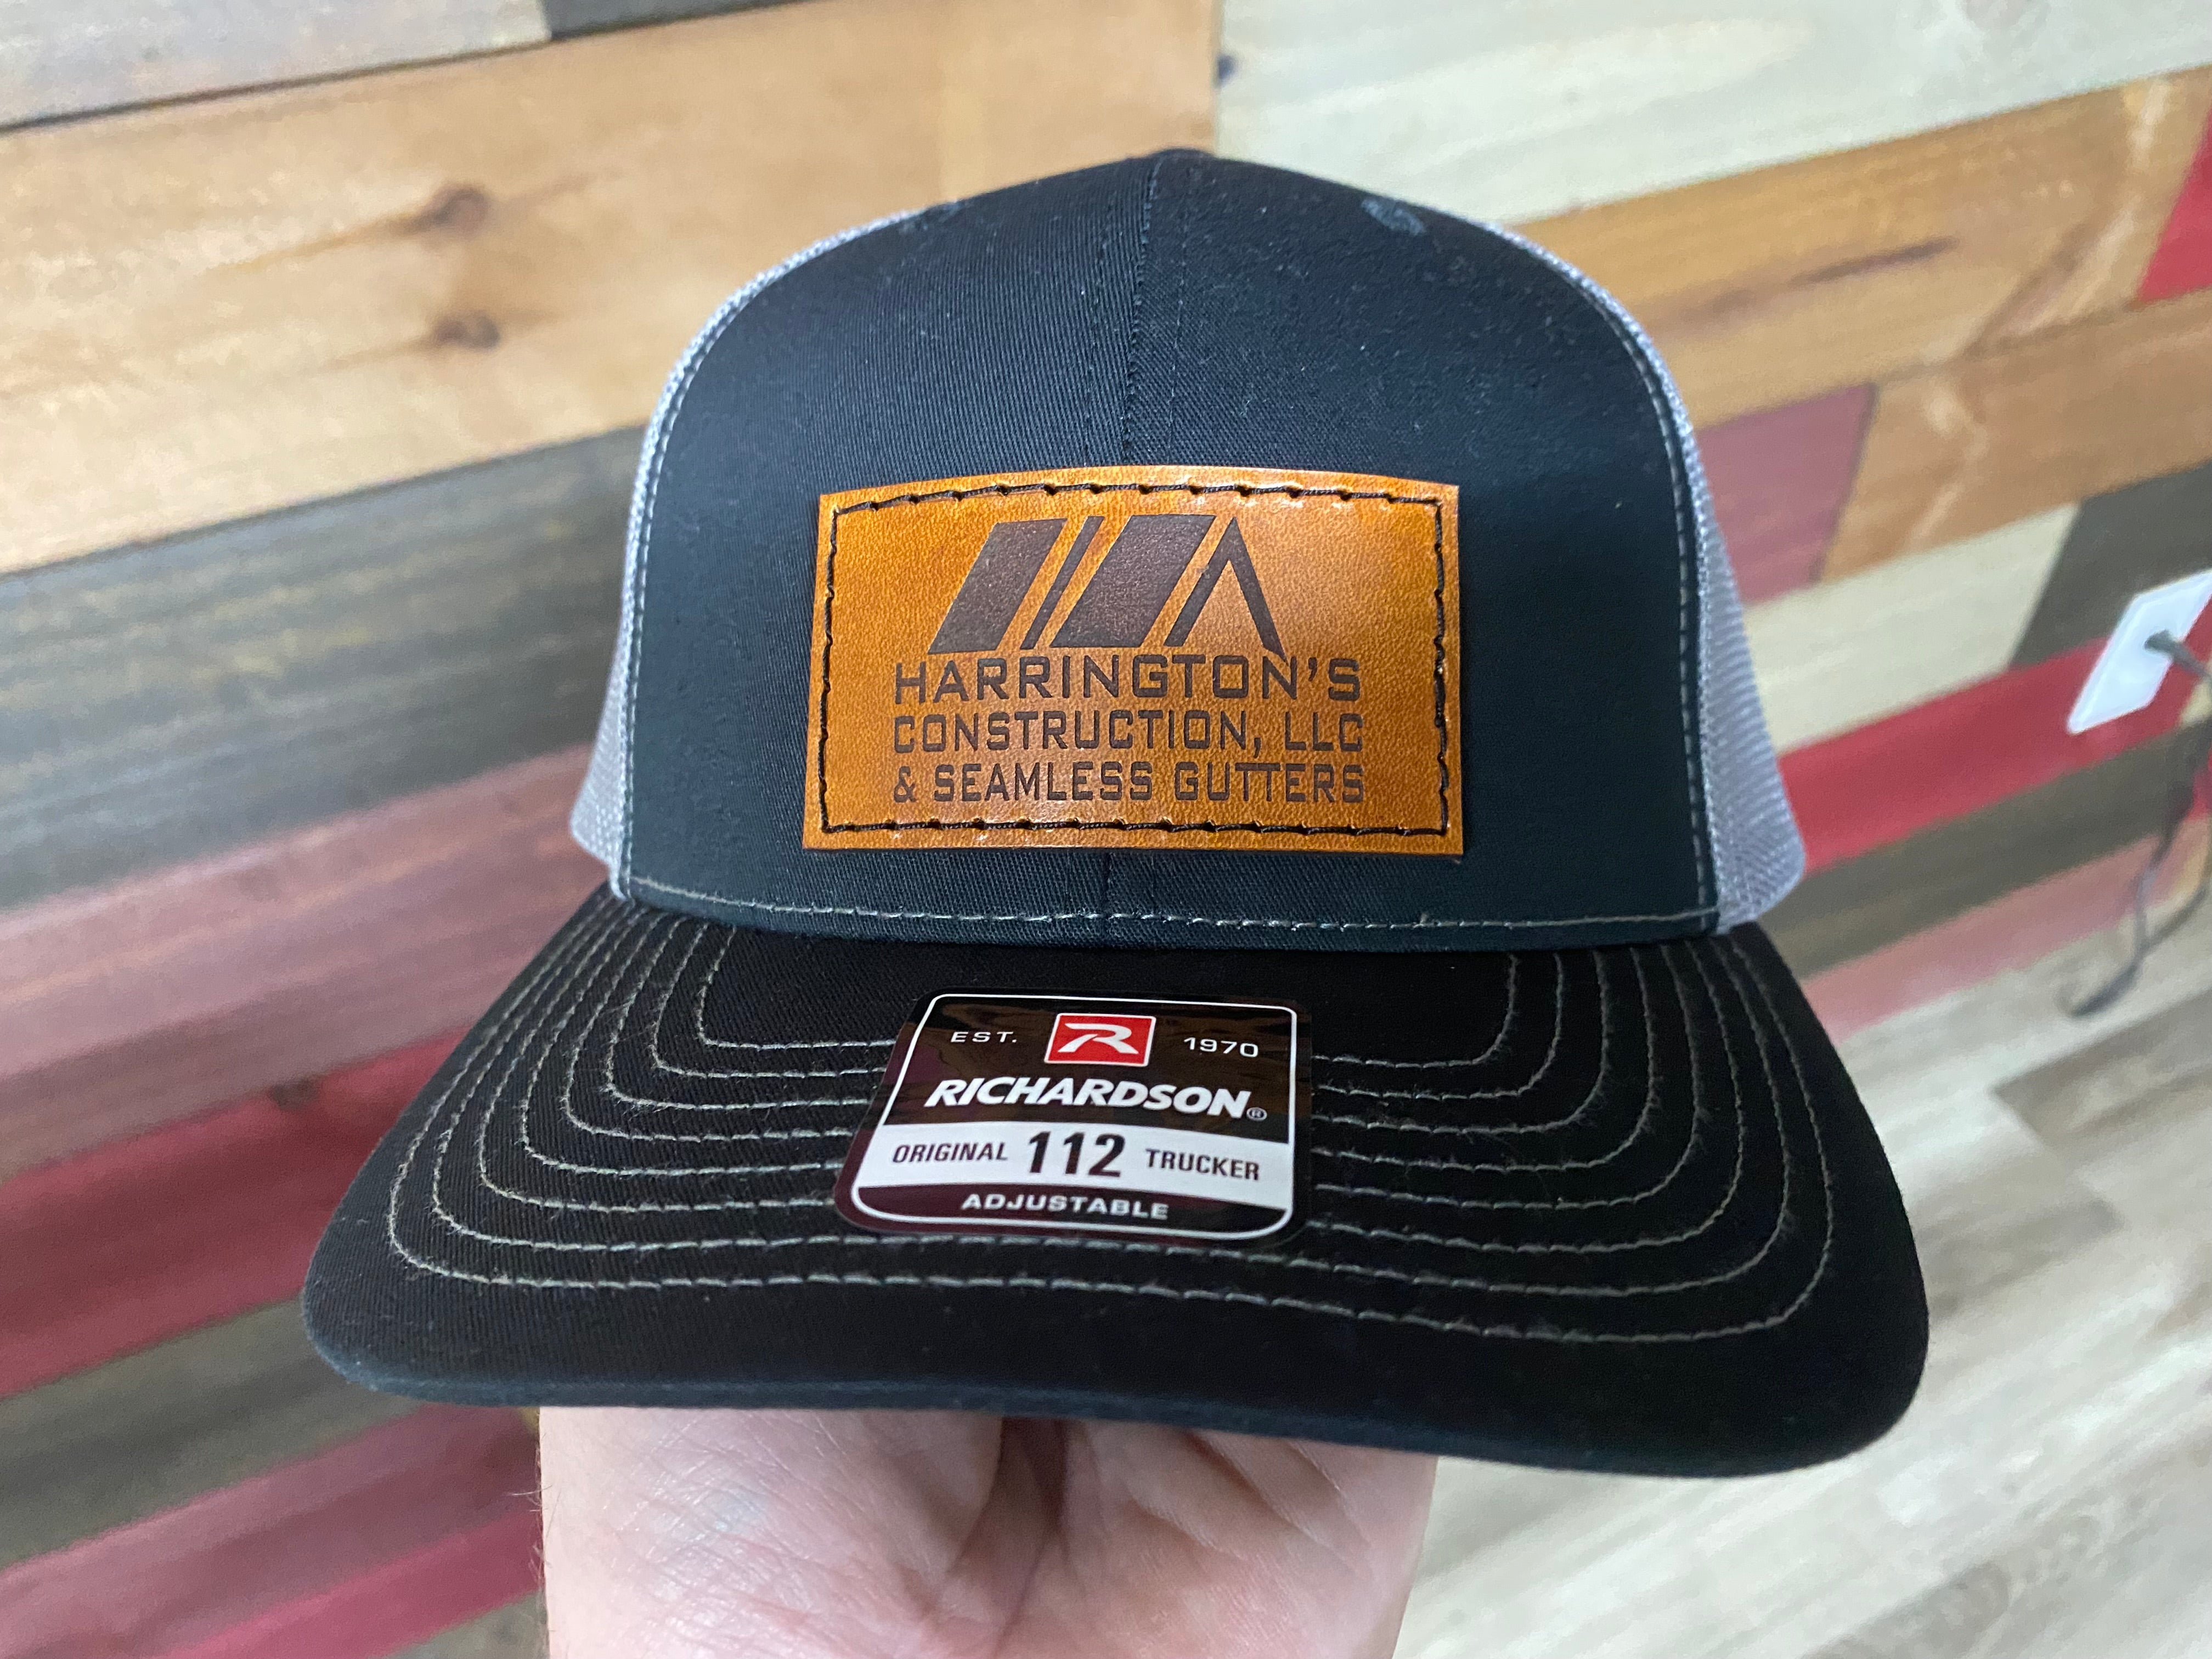 HARRINGTON'S
CONSTRUCTION, LLC
& SEAMLESS GUTTERS
EST. R 1970
RICHARDSON®
ORIGINAL 112 TRUCKER
ADJUSTABLE